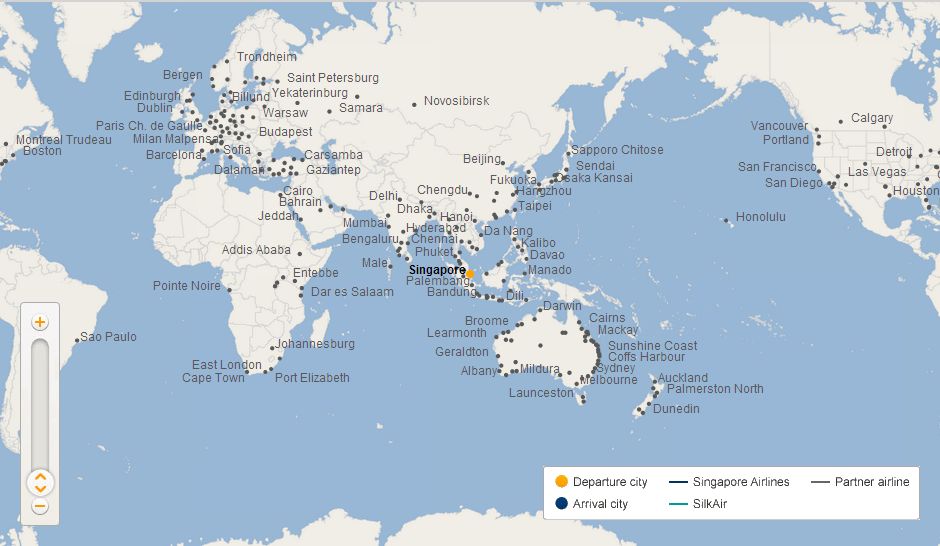 Trondheim
Bergen
Saint Petersburg
Edinburgh
Billund
Yekaterinburg
Novosibirsk
Dublin
Samara
Warsaw
Calgary
Paris Ch. de Gaulle
Vancouver
Budapest
Montreal Trudeau
Milan Malpensa
Portland
Boston
Barcelona
Sofia
Carsamba
Beijing
Sapporo Chitose
Detroit
Dalaman
Gaziantep
Sendai
San Francisco
Las Vegas
Fukuoka
Osaka Kansai
San Diego
Cairo
Chengdu
Hangzhou
Houston
Bahrain
Delhi
Dhaka
Taipei
Jeddah
Hanoi
Honolulu
Mumbai
Hyderabad
Da Nang
Bengaluru
Chennai
Kalibo
Addis Ababa
Phuket
Davao
Male
Singapore
Manado
Entebbe
Palembang
Pointe Noire
Dar es Salaam
Bandung
Dili
Darwin
Broome
Cairns
Learmonth
Mackay
Sao Paulo
Johannesburg
Sunshine Coast
Geraldton
Coffs Harbour
East London
Albany
Mildura
Sydney
Cape Town
Port Elizabeth
Melbourne
Auckland
Launceston
Palmerston North
Dunedin
Departure city
Singapore Airlines
Partner airline
Arrival city
SilkAir